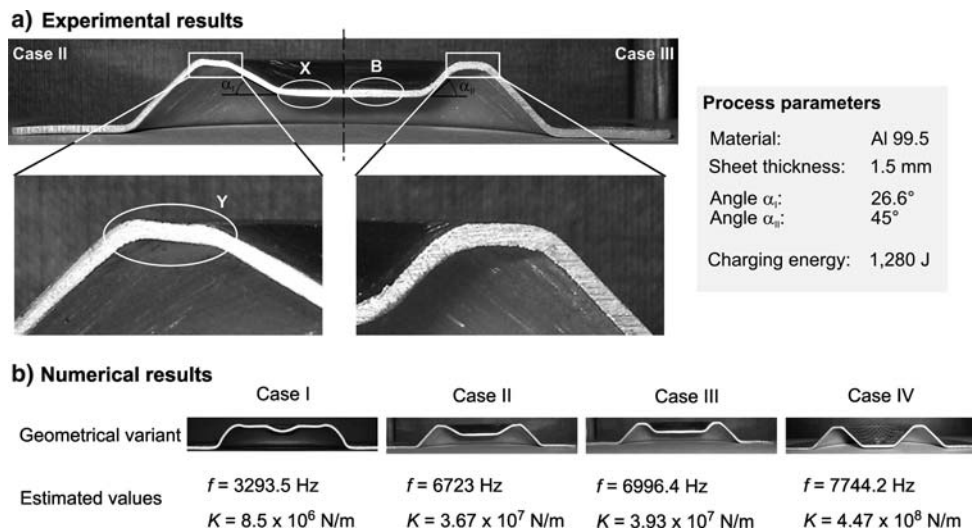 a) Experimental results
Case II
Case III
X
B
αI
αII
Y
Process parameters
Material: Al 99.5
Sheet thickness: 1.5 mm
Angle αI: 26.6°
Angle αII: 45°
Charging energy: 1,280 J
b) Numerical results
Case I Case II Case III Case IV
Geometrical variant
Estimated values
f = 3293.5 Hz f = 6723 Hz f = 6996.4 Hz f = 7744.2 Hz
K = 8.5 x 10⁶ N/m K = 3.67 x 10⁷ N/m K = 3.93 x 10⁷ N/m K = 4.47 x 10⁸ N/m